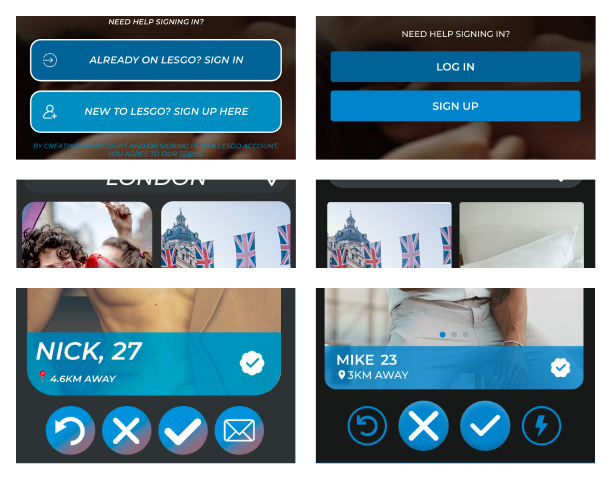 NEED HELP SIGNING IN?
ALREADY ON LESGO? SIGN IN
NEW TO LESGO? SIGN UP HERE
BY CREATING AN ACCOUNT AND/OR SIGNING IN TO A LESGO ACCOUNT,
YOU AGREE TO OUR TERMS
NEED HELP SIGNING IN?
LOG IN
SIGN UP
LONDON
NICK, 27
4.6KM AWAY
MIKE 23
3KM AWAY